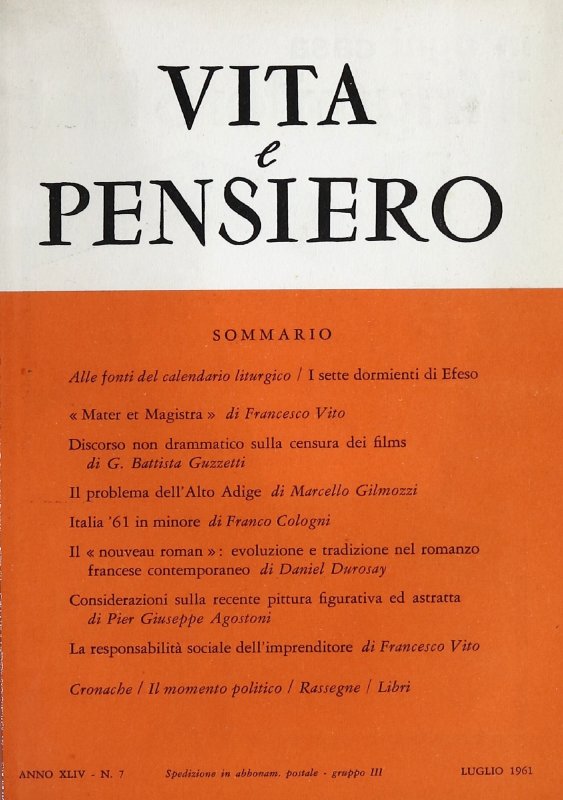 VITA
e
PENSIERO
SOMMARIO
Alle fonti del calendario liturgico / I sette dormienti di Efeso
« Mater et Magistra » di Francesco Vito
Discorso non drammatico sulla censura dei films
di G. Battista Guzzetti
Il problema dell'Alto Adige di Marcello Gilmozzi
Italia '61 in minore di Franco Cologni
Il « nouveau roman » : evoluzione e tradizione nel romanzo
francese contemporaneo di Daniel Durosay
Considerazioni sulla recente pittura figurativa ed astratta
di Pier Giuseppe Agostoni
La responsabilità sociale dell'imprenditore di Francesco Vito
Cronache / Il momento politico / Rassegne / Libri
ANNO XLIV - N. 7 Spedizione in abbonam. postale - gruppo III LUGLIO 1961